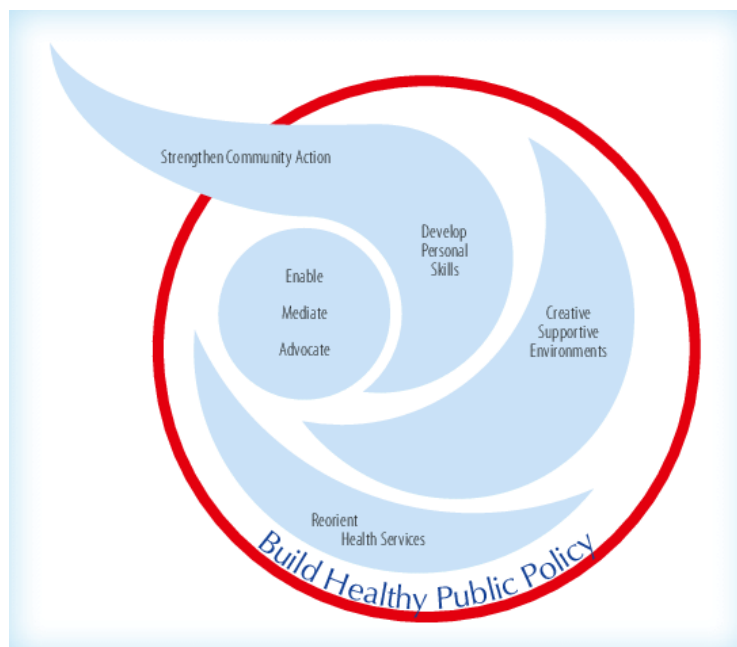 Strengthen Community Action
Develop
Personal
Skills
Enable
Mediate
Advocate
Creative
Supportive
Environments
Reorient
Health Services
Build Healthy Public Policy